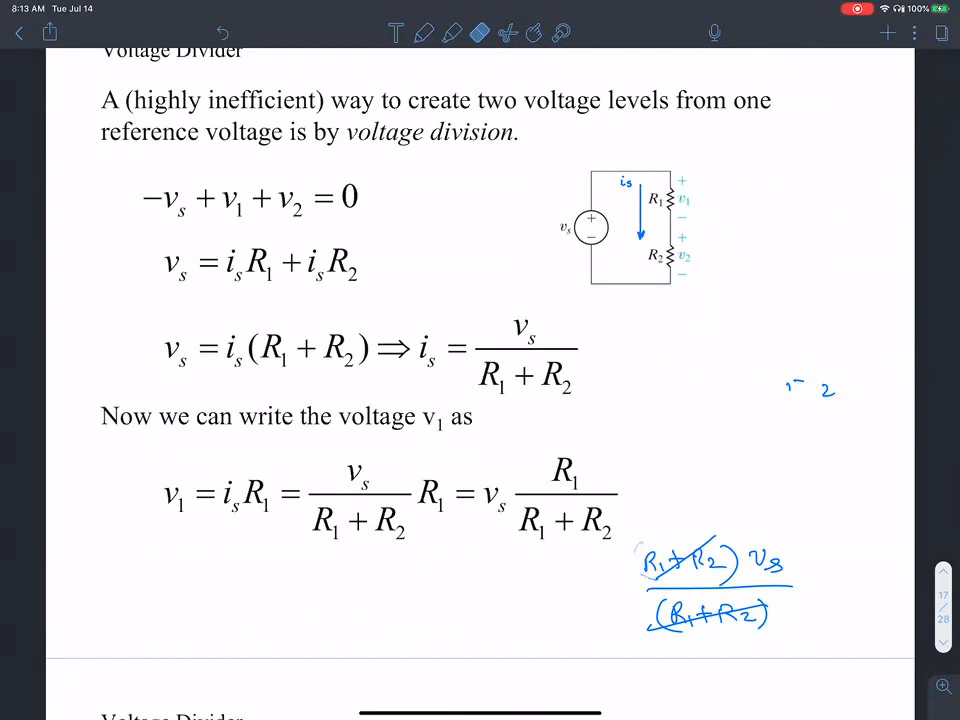 8:13 AM Tue Jul 14
100%
Voltage Divider
A (highly inefficient) way to create two voltage levels from one
reference voltage is by voltage division.
−vₛ + v₁ + v₂ = 0
vₛ = iₛR₁ + iₛR₂
vₛ = iₛ(R₁ + R₂) ⇒ iₛ = vₛ / (R₁ + R₂)
iₛ
R₁ + v₁ −
vₛ + −
R₂ + v₂ −
Now we can write the voltage v₁ as
v₁ = iₛR₁ = vₛ / (R₁ + R₂) R₁ = vₛ R₁ / (R₁ + R₂)
2
R₁+R₂) vₛ
(R₁+R₂)
17
/
28
Voltage Divider